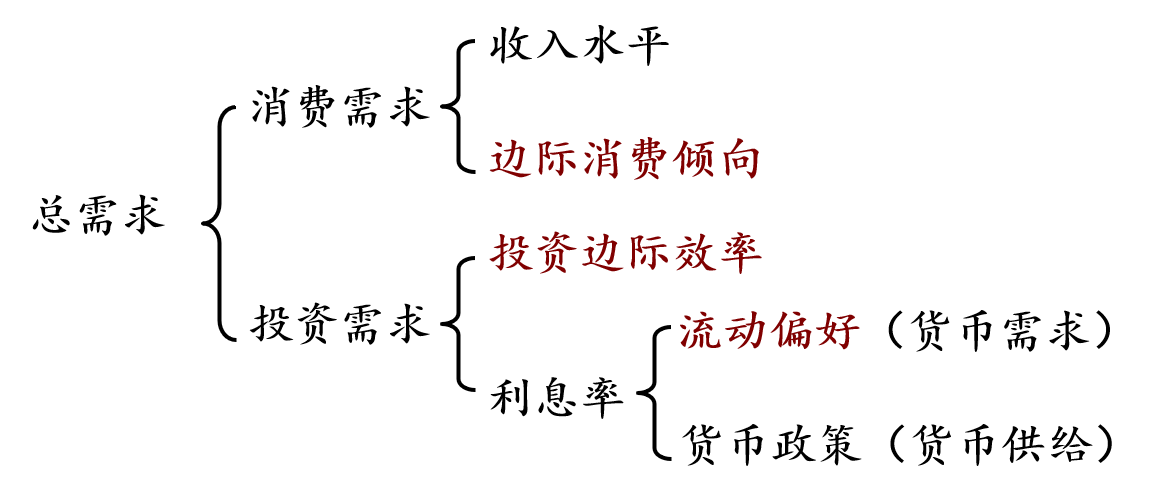 收入水平
消费需求
边际消费倾向
总需求
投资边际效率
投资需求
流动偏好（货币需求）
利息率
货币政策（货币供给）